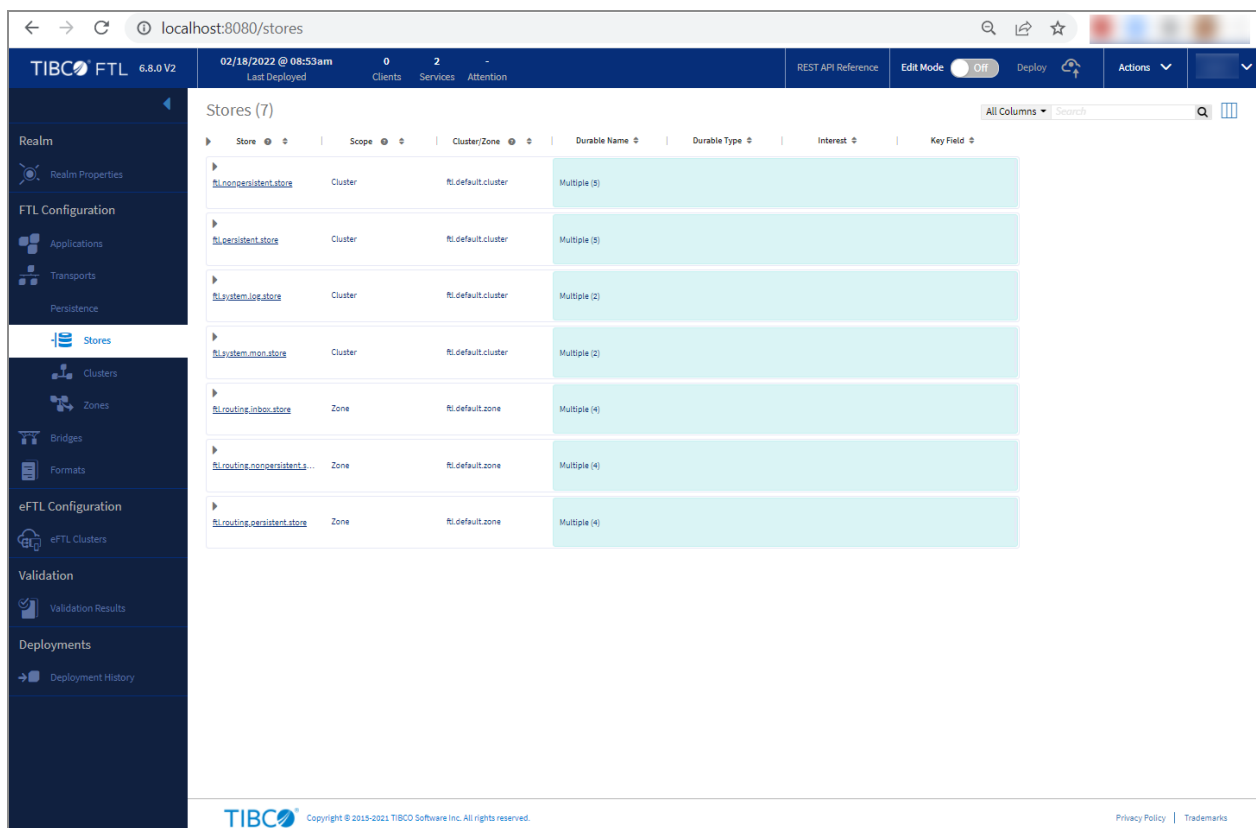 localhost:8080/stores
TIBCO FTL 6.8.0 V2
02/18/2022 @ 08:53am
Last Deployed
0
Clients
2
Services
-
Attention
REST API Reference
Edit Mode
Off
Deploy
Actions
Realm
Realm Properties
FTL Configuration
Applications
Transports
Persistence
Stores
Clusters
Zones
Bridges
Formats
eFTL Configuration
eFTL Clusters
Validation
Validation Results
Deployments
Deployment History
Stores (7)
All Columns Search
Store Scope Cluster/Zone Durable Name Durable Type Interest Key Field
ftl.nonpersistent.store Cluster ftl.default.cluster Multiple (5)
ftl.persistent.store Cluster ftl.default.cluster Multiple (5)
ftl.system.log.store Cluster ftl.default.cluster Multiple (2)
ftl.system.mon.store Cluster ftl.default.cluster Multiple (2)
ftl.routing.inbox.store Zone ftl.default.zone Multiple (4)
ftl.routing.nonpersistent.s... Zone ftl.default.zone Multiple (4)
ftl.routing.persistent.store Zone ftl.default.zone Multiple (4)
TIBCO® Copyright © 2015-2021 TIBCO Software Inc. All rights reserved.
Privacy Policy | Trademarks